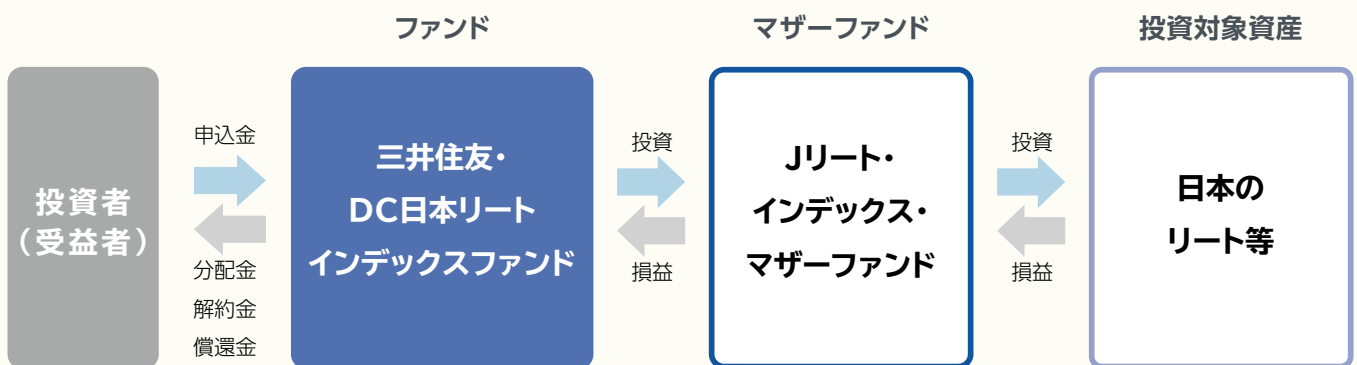 ファンド
マザーファンド
投資対象資産
投資者
（受益者）
申込金
分配金
解約金
償還金
三井住友・
DC日本リート
インデックスファンド
投資
損益
Jリート・
インデックス・
マザーファンド
投資
損益
日本の
リート等